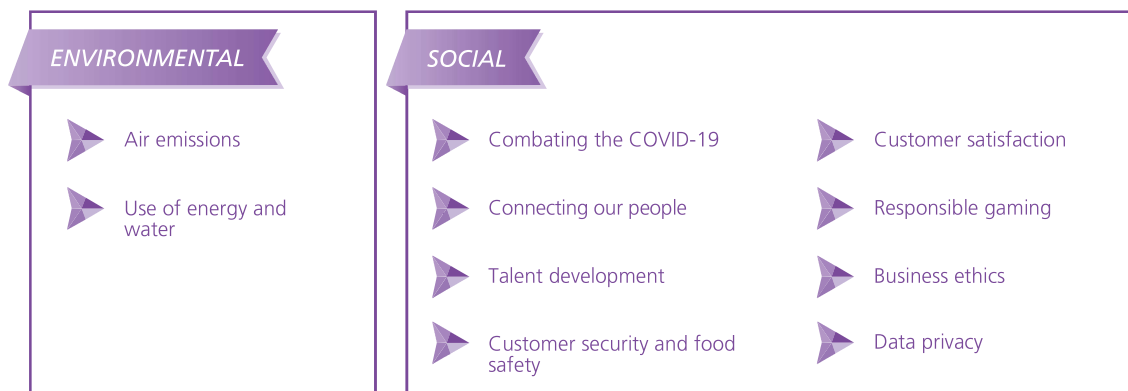 ENVIRONMENTAL
Air emissions
Use of energy and
water
SOCIAL
Combating the COVID-19
Connecting our people
Talent development
Customer security and food
safety
Customer satisfaction
Responsible gaming
Business ethics
Data privacy